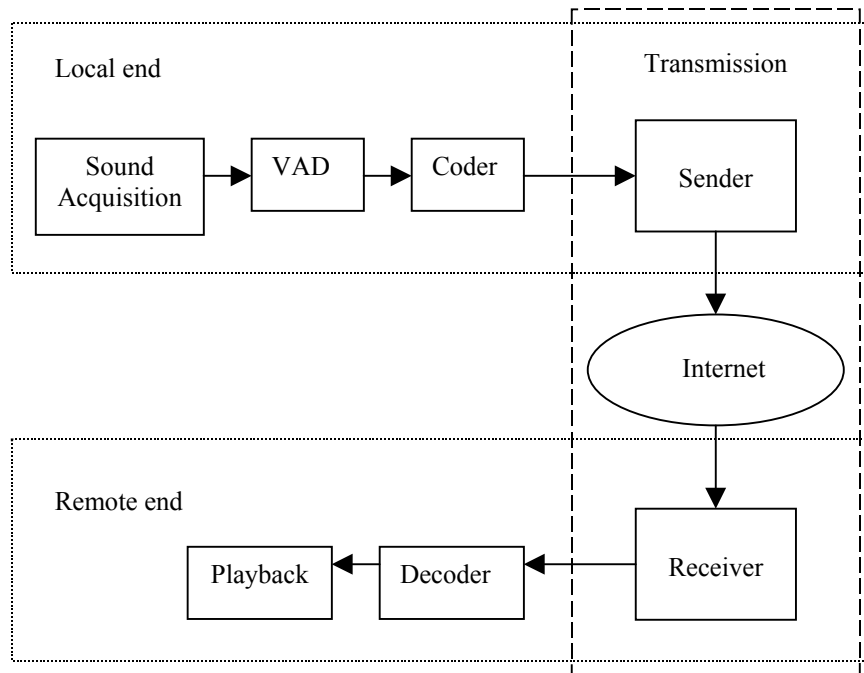 Local end
Transmission
Sound
Acquisition
VAD
Coder
Sender
Internet
Remote end
Playback
Decoder
Receiver